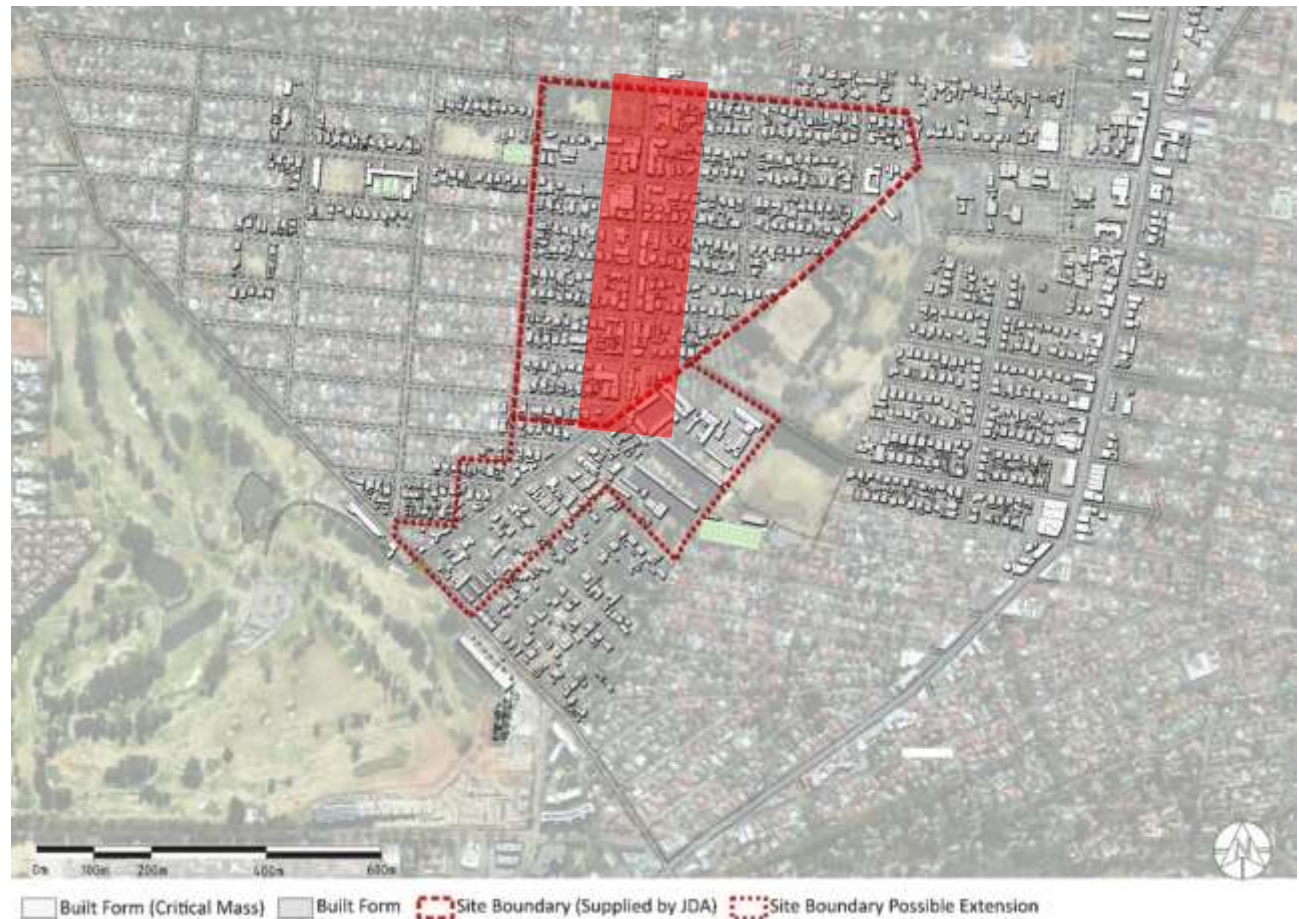 N
0m 100m 200m 400m 600m
Built Form (Critical Mass) Built Form Site Boundary (Supplied by JDA) Site Boundary Possible Extension